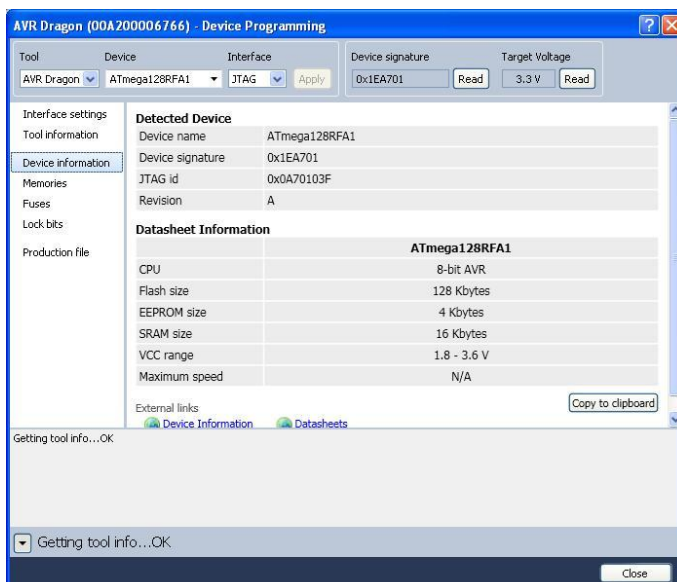 AVR Dragon (00A200006766) - Device Programming
Tool Device Interface Device signature Target Voltage
AVR Dragon ATmega128RFA1 JTAG Apply 0x1EA701 Read 3.3 V Read
Interface settings
Tool information
Device information
Memories
Fuses
Lock bits
Production file
Detected Device
Device name ATmega128RFA1
Device signature 0x1EA701
JTAG id 0x0A70103F
Revision A
Datasheet Information
ATmega128RFA1
CPU 8-bit AVR
Flash size 128 Kbytes
EEPROM size 4 Kbytes
SRAM size 16 Kbytes
VCC range 1.8 - 3.6 V
Maximum speed N/A
Copy to clipboard
External links
Device Information Datasheets
Getting tool info...OK
Getting tool info...OK
Close